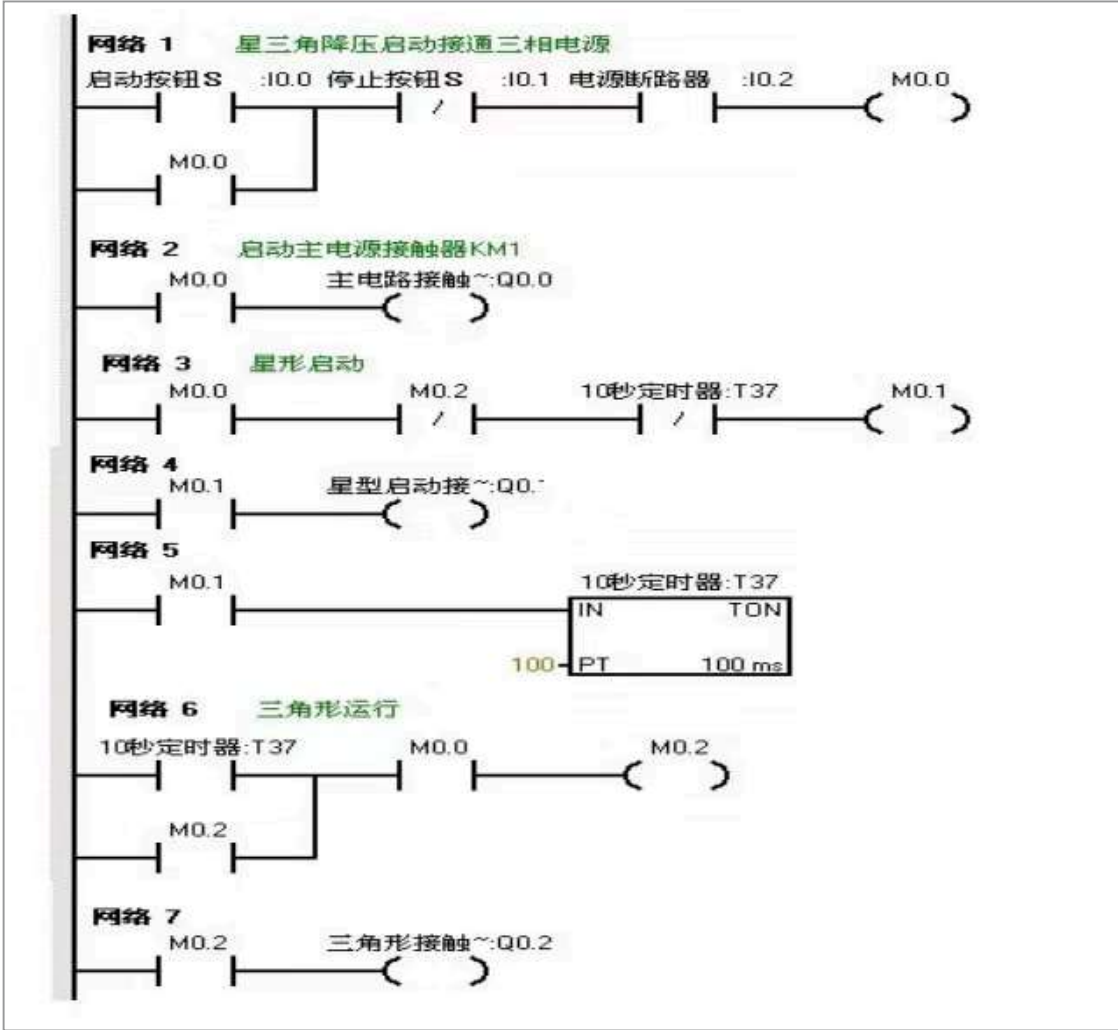 网络 1 星三角降压启动接通三相电源
启动按钮S :I0.0 停止按钮S :I0.1 电源断路器 :I0.2 M0.0
M0.0
网络 2 启动主电源接触器KM1
M0.0 主电路接触~:Q0.0
网络 3 星形启动
M0.0 M0.2 10秒定时器:T37 M0.1
网络 4
M0.1 星型启动接~:Q0.
网络 5
M0.1 10秒定时器:T37
IN TON
100 PT 100 ms
网络 6 三角形运行
10秒定时器:T37 M0.0 M0.2
M0.2
网络 7
M0.2 三角形接触~:Q0.2